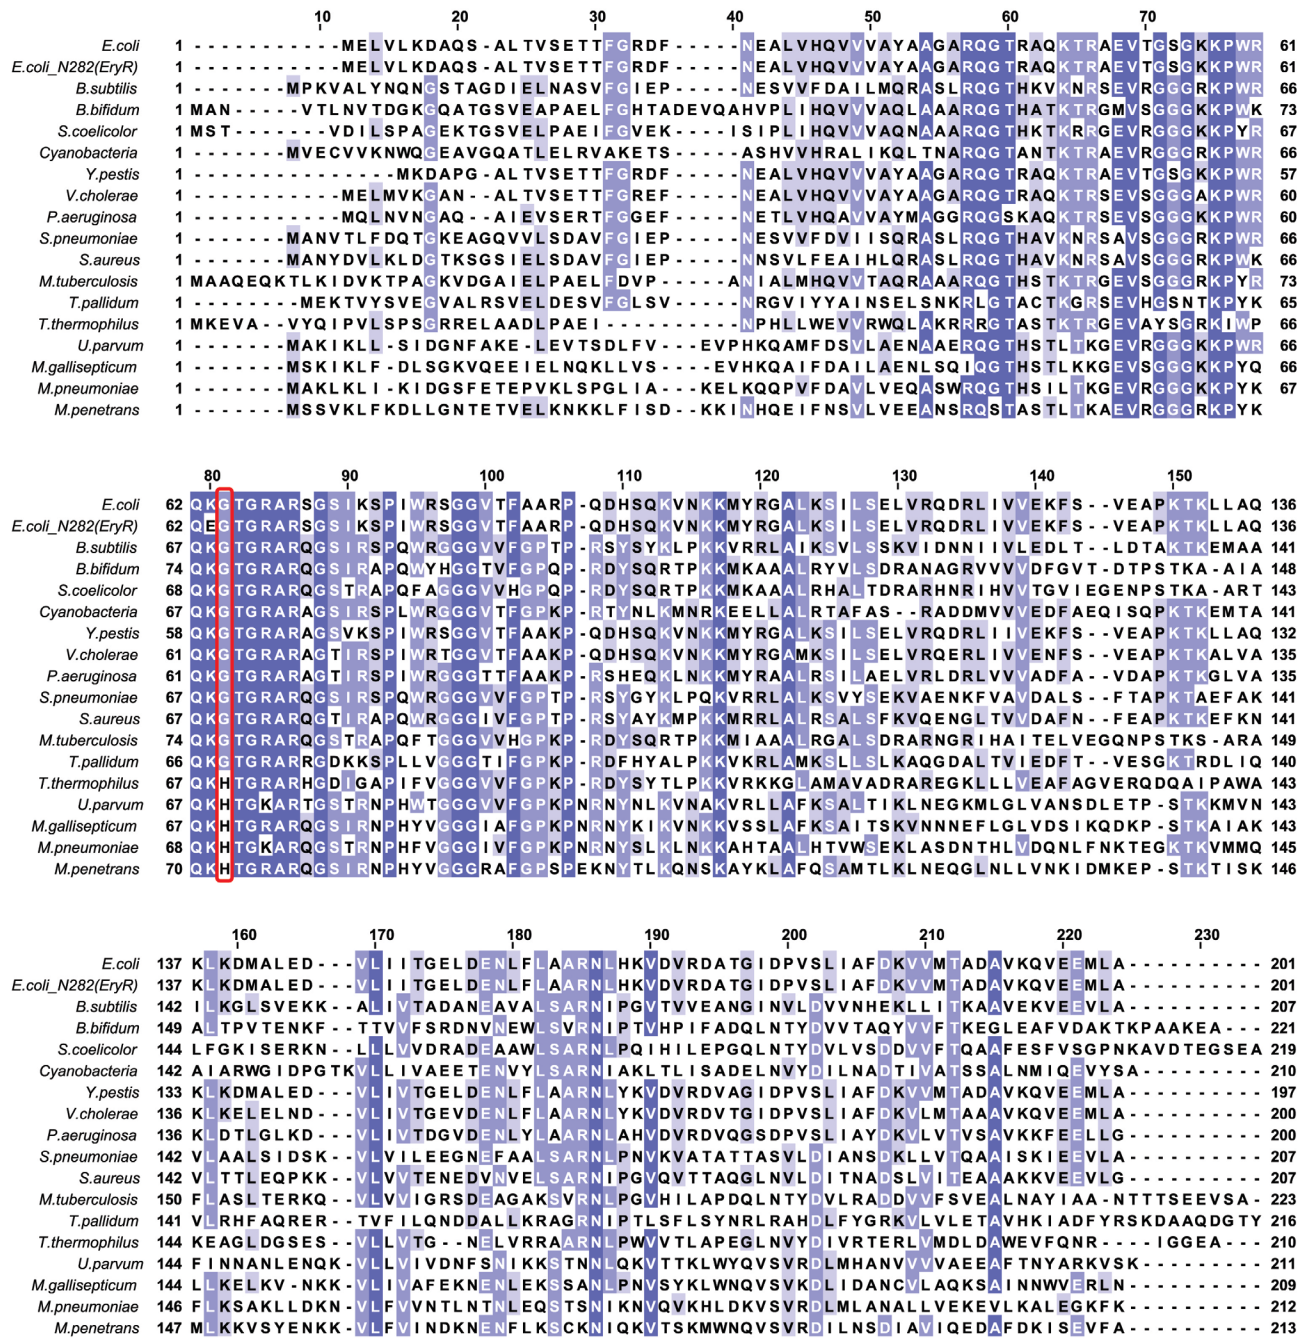 10 20 30 40 50 60 70
E.coli 1 -----------MELVLKDAQS-ALTVSETTFGRDF-----NEALVHQVVVAYAAGARQGTRAQKTRAEVTGSGKKPWR 61
E.coli_N282(EryR) 1 -----------MELVLKDAQS-ALTVSETTFGRDF-----NEALVHQVVVAYAAGARQGTRAQKTRAEVTGSGKKPWR 61
B.subtilis 1 -------MPKVALYNQNGSTAGDIELNASVFGIEP-----NESVVFDAILMQRASLRQGTHKVKNRSEVRGGGRKPWR 66
B.bifidum 1 MAN-----VTLNVTDGKGQATGSVEAPAELFGHTADEVQAHVPLIHQVVVAQLAAARQGTHATKTRGMVSGGGRKPWK 73
S.coelicolor 1 MST-------VDILSPAGEKTGSVELPAEIFGVEK----ISIPLIHQVVVAQNAAARQGTHKTKRRGEVRGGGKKPYR 67
Cyanobacteria 1 -------MVECVVKNWQGEAVGQATLELRVAKETS-----ASHVVHRALIKQLTNARQGTANTKTRAEVRGGGRKPWR 66
Y.pestis 1 ---------------MKDAPG-ALTVSETTFGRDF-----NEALVHQVVVAYAAGARQGTRAQKTRAEVTGSGKKPWR 57
V.cholerae 1 -----------MELMVKGAN--ALTVSETTFGREF-----NEALVHQVVVAYAAGARQGTRAQKTRSEVSGGGAKPWR 60
P.aeruginosa 1 -----------MQLNVNGAQ--AIEVSERTFGGEF-----NETLVHQAVVAYMAGGRQGSKAQKTRSEVSGGGKKPWR 60
S.pneumoniae 1 -------MANVTLFDQTGKEAGQVVLSDAVFGIEP-----NESVVFDVIISQRASLRQGTHAVKNRSAVSGGGRKPWR 66
S.aureus 1 -------MANYDVLKLDGTKSGSIELSDAVFGIEP-----NNSVLFEAIHLQRASLRQGTHAVKNRSAVSGGGRKPWK 66
M.tuberculosis 1 MAAQEQKTLKIDVKTPAGKVDGAIELPAELFDVP------ANIALMHQVVTAQRAAARQGTHSTKTRGEVSGGGRKPYR 73
T.pallidum 1 --------MEKTVYSVEGVALRSVELDESVFGLSV-----NRGVIYYAINSELSNKRLGTACTKGRSEVHGSNTKPYK 65
T.thermophilus 1 MKEVA--VYQIPVLSPSGRRELAADLPAEI----------NPHLLWEVVRWQLAKRRRGTASTKTRGEVAYSGRKIWP 66
U.parvum 1 -------MAKIKLL-SIDGNFAKE-LEVTSDLFV---EVPHKQAMFDSVLAENAAERQGTHSTLTKGEVRGGGKKPWR 66
M.gallisepticum 1 -------MSKIKLF-DLSGKVQEEIELNQKLLVS----EVHKQAIFDAILAENLSQIQGTHSTLKKGEVSGGGKKPYQ 66
M.pneumoniae 1 -------MAKLKLI-KIDGSFETEPVKLSPGLIA---KELKQQPVFDAVLVEQASWRQGTHSILTKGEVRGGGKKPYK 67
M.penetrans 1 -------MSSVKLFKDLLGNTETVELKNKKLFISD---KKINHQEIFNSVLVEEANSRQSTASTLTKAEVRGGGRKPYK
80 90 100 110 120 130 140 150
E.coli 62 QKGTGRARSGSIKSPIWRSGGVTFAARP-QDHSQKVNKKMYRGALKSILSELVRQDRLIVVEKFS--VEAPKTKLLAQ 136
E.coli_N282(EryR) 62 QEGTGRARSGSIKSPIWRSGGVTFAARP-QDHSQKVNKKMYRGALKSILSELVRQDRLIVVEKFS--VEAPKTKLLAQ 136
B.subtilis 67 QKGTGRARQGSIRSPQWRGGGVVFGPTP-RSYSYKLPKKVRRLAIKSVLSSKVIDNNIIVLEDLT--LDTAKTKEMAA 141
B.bifidum 74 QKGTGRARQGSIRAPQWYHGGTVFGPQP-RDYSQRTPKKMKAAALRYVLSDRANAGRVVVVDFGVT-DTPSTKA-AIA 148
S.coelicolor 68 QKGTGRARQGSTRAPQFAGGGVVHGPQP-RDYSQRTPKKMKAAALRHALTDRARHNRIHVVTGVIEGENPSTKA-ART 143
Cyanobacteria 67 QKGTGRARAGSIRSPLWRGGGVTFGPKP-RTYNLKMNRKEELLALRTAFAS--RADDMVVVEDFAEQISQPKTKEMTA 141
Y.pestis 58 QKGTGRARAGSVKSPIWRSGGVTFAAKP-QDHSQKVNKKMYRGALKSILSELVRQDRLIIVEKFS--VEAPKTKLLAQ 132
V.cholerae 61 QKGTGRARAGTIRSPIWRTGGVTFAAKP-QDHSQKVNKKMYRGAMKSILSELVRQERLIVVENFS--VEAPKTKALVA 135
P.aeruginosa 61 QKGTGRARAGTIRSPIWRGGGTTFAAKP-RSHEQKLNKKMYRAALRSILAELVRLDRLVVVADFA--VDAPKTKGLVA 135
S.pneumoniae 67 QKGTGRARQGSIRSPQWRGGGVVFGPTP-RSYGYKLPQKVRRLALKSVYSEKVAENKFVAVDALS--FTAPKTAEFAK 141
S.aureus 67 QKGTGRARQGTIRAPQWRGGGIVFGPTP-RSYAYKMPKKMRRLALRSALSFKVQENGLTVVDAFN--FEAPKTKEFKN 141
M.tuberculosis 74 QKGTGRARQGSTRAPQFTGGGVVHGPKP-RDYSQRTPKKMIAAALRGALSDRARNGRIHAITELVEGQNPSTKS-ARA 149
T.pallidum 66 QKGTGRARRGDKKSPLLVGGGTIFGPKP-RDFHYALPKKVKRLAMKSLLSLKAQGDALTVIEDFT--VESGKTRDLIQ 140
T.thermophilus 67 QKHTGRARHGDIGAPIFVGGGVVFGPKP-RDYSYTLPKKVRKKGLAMAVADRAREGKLLLVEAFAGVERQDQAIPAWA 143
U.parvum 67 QKHTGKARTGSTRNPHWTGGGVVFGPKPNRNYNLKVNAKVRLLAFKSALTIKLNEGKMLGLVANSDLETP-STKKMVN 143
M.gallisepticum 67 QKHTGRARQGSIRNPHYVGGGIAFGPKPNRNYKIKVNKKVSSLAFKSAITSKVNNNEFLGLVDSIKQDKP-STKAIAK 143
M.pneumoniae 68 QKHTGKARQGSTRNPHFVGGGIVFGPKPNRNYSLKLNKKAHTAALHTVWSEKLASDNTHLVDQNLFNKTEGKTKVMMQ 145
M.penetrans 70 QKHTGRARQGSIRNPHYVGGGRAFGPSPEKNYTLKQNSKAYKLAFQSAMTLKLNEQGLNLLVNKIDMKEP-STKTISK 146
160 170 180 190 200 210 220 230
E.coli 137 KLKDMALED---VLIITGELDENLFLAARNLHKVDVRDATGIDPVSLIAFDKVVMTADAVKQVEEMLA---------- 201
E.coli_N282(EryR) 137 KLKDMALED---VLIITGELDENLFLAARNLHKVDVRDATGIDPVSLIAFDKVVMTADAVKQVEEMLA---------- 201
B.subtilis 142 ILKGLSVEKK--ALIVTADANEAVALSARNIPGVTVVEANGINVLDVVNHEKLLITKAAVEKVEEVLA---------- 207
B.bifidum 149 ALTPVTENKF--TTVVFSRDNVNEWLSVRNIPTVHPIFADQLNTYDVVTAQYVVFTKEGLEAFVDAKTKPAAKEA--- 221
S.coelicolor 144 LFGKISERKN--LLLVVDRADEAAWLSARNLPQIHILEPGQLNTYDVLVSDDVVFTQAAFESFVSGPNKAVDTEGSEA 219
Cyanobacteria 142 AIARWGIDPGTKVLLIVAEETENVYLSARNIAKLTLISADELNVYDILNADTIVATSSALNMIQEVYSA--------- 210
Y.pestis 133 KLKDMALED---VLIVTGELDENLFLAARNLYKVDVRDVAGIDPVSLIAFDKVVMTADAVKQVEEMLA---------- 197
V.cholerae 136 KLKELELND---VLIVTGEVDENLFLAARNLYKVDVRDVTGIDPVSLIAFDKVLMTAAAVKQVEEMLA---------- 200
P.aeruginosa 136 KLDTLGLKD---VLIVTDGVDENLYLAARNLAHVDVRDVQGSDPVSLIAYDKVLVTVSAVKKFEELLG---------- 200
S.pneumoniae 142 VLAALSIDSK--VLVILEEGNEFAALSARNLPNVKVATATTASVLDIANSDKLLVTQAAISKIEEVLA---------- 207
S.aureus 142 VLTTLEQPKK--VLVVTENEDVNVELSARNIPGVQVTTAQGLNVLDITNADSLVITEAAAKKVEEVLG---------- 207
M.tuberculosis 150 FLASLTERKQ--VLVVIGRSDEAGAKSVRNLPGVHILAPDQLNTYDVLRADDVVFSVEALNAYIAA-NTTTSEEVSA- 223
T.pallidum 141 VLRHFAQRER--TVFILQNDDALLKRAGRNIPTLSFLSYNRLRAHDLFYGRKVLVLETAVHKIADFYRSKDAAQDGTY 216
T.thermophilus 144 KEAGLDGSES--VLLVTG--NELVRRAARNLPWVVTLAPEGLNVYDIVRTERLVMDLDAWEVFQNR----IGGEA--- 210
U.parvum 144 FINNANLENQK-VLLVIVDNFSNIKKSTNNLQKVTTKLWYQVSVRDLMHANVVVVAEEAFTNYARKVSK--------- 211
M.gallisepticum 144 LLKELKV-NKK-VLIVAFEKNENLEKSSANLPNVSYKLWNQVSVKDLIDANCVLAQKSAINNWVERLN---------- 209
M.pneumoniae 146 FLKSAKLLDKN-VLFVVNTLNTNLEQSTSNIKNVQVKHLDKVSVRDLMLANALLVEKEVLKALEGKFK---------- 212
M.penetrans 147 MLKKVSYENKK-VLFVINDKNENFLKSCKNIQKVTSKMWNQVSVRDILNSDIAVIQEDAFDKISEVFA---------- 213